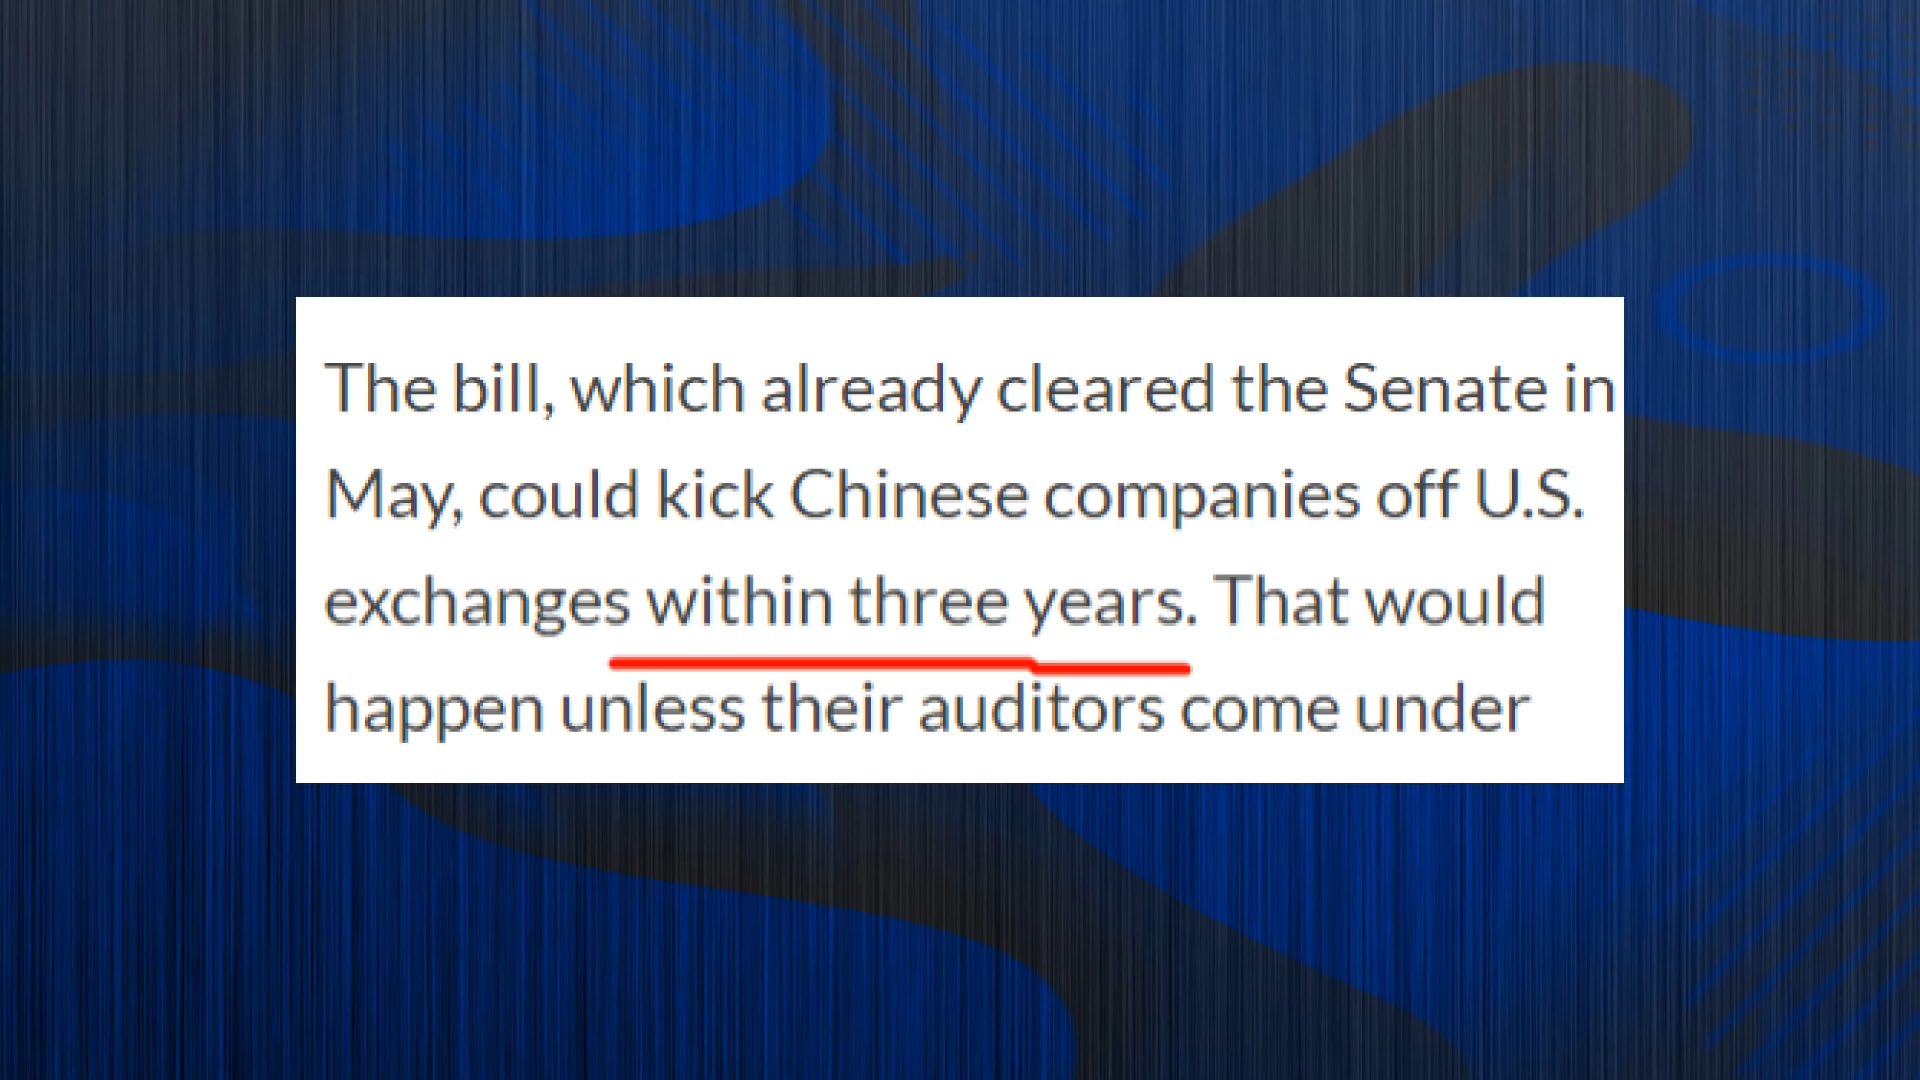 The bill, which already cleared the Senate in
May, could kick Chinese companies off U.S.
exchanges within three years. That would
happen unless their auditors come under